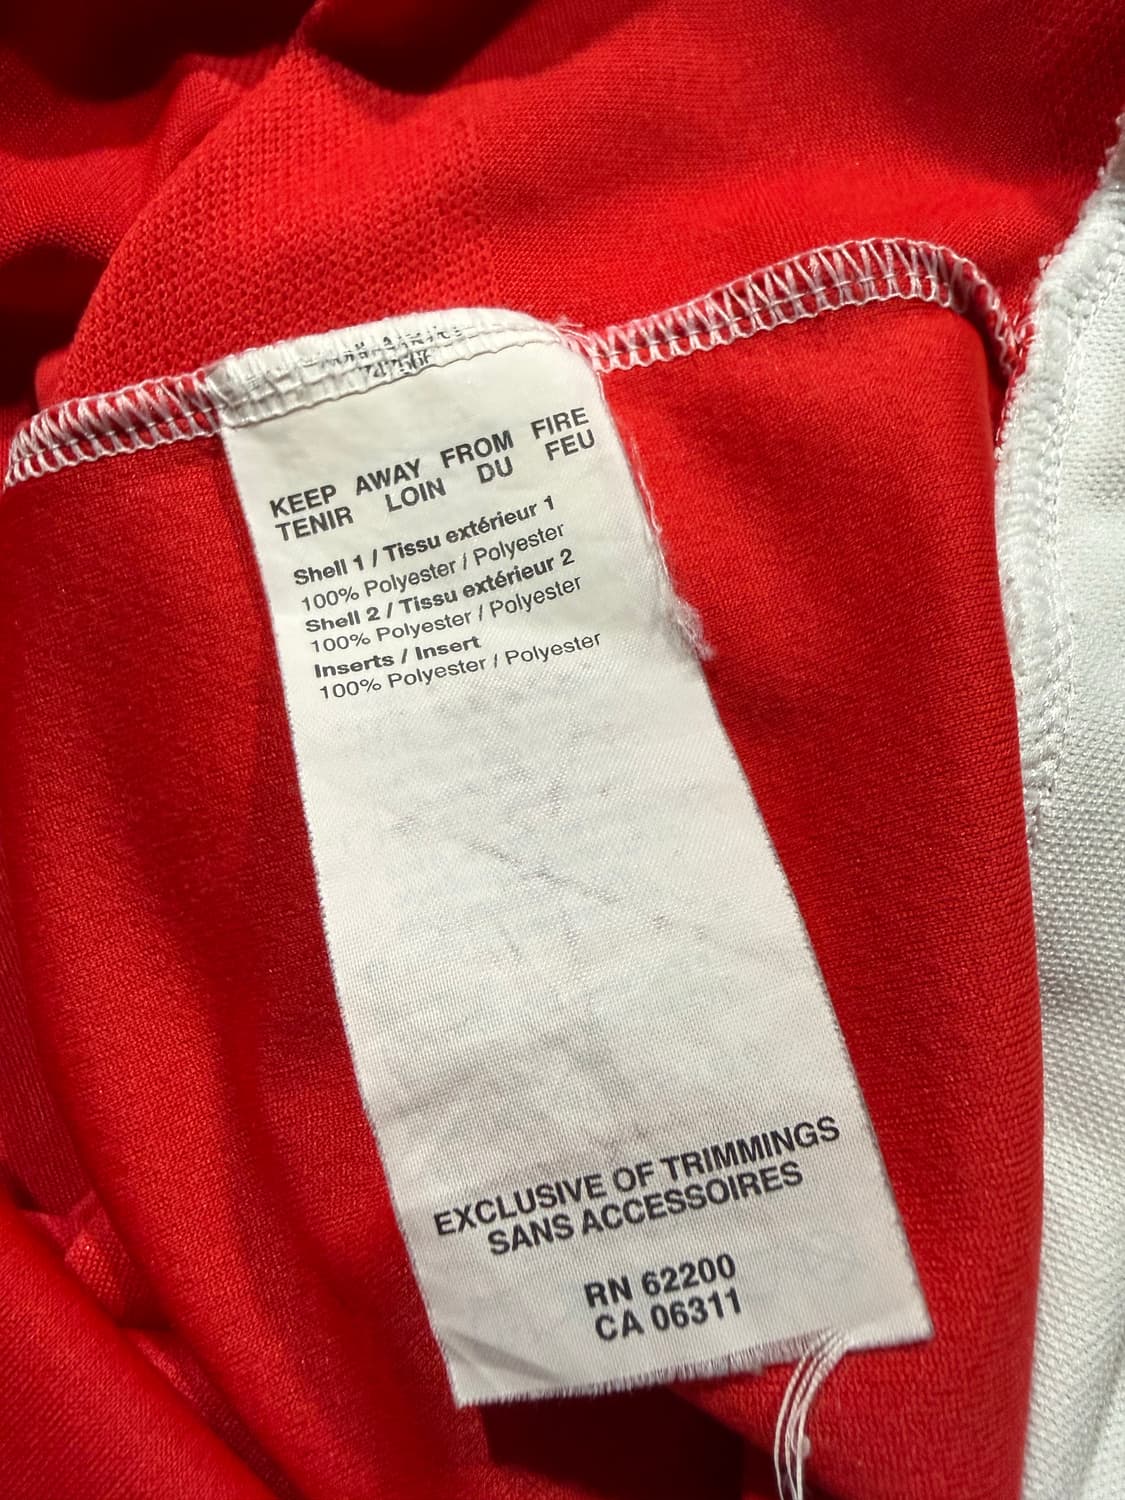 KEEP AWAY FROM FIRE
TENIR LOIN DU FEU
Shell 1 / Tissu extérieur 1
100% Polyester / Polyester
Shell 2 / Tissu extérieur 2
100% Polyester / Polyester
Inserts / Insert
100% Polyester / Polyester
EXCLUSIVE OF TRIMMINGS
SANS ACCESSOIRES
RN 62200
CA 06311